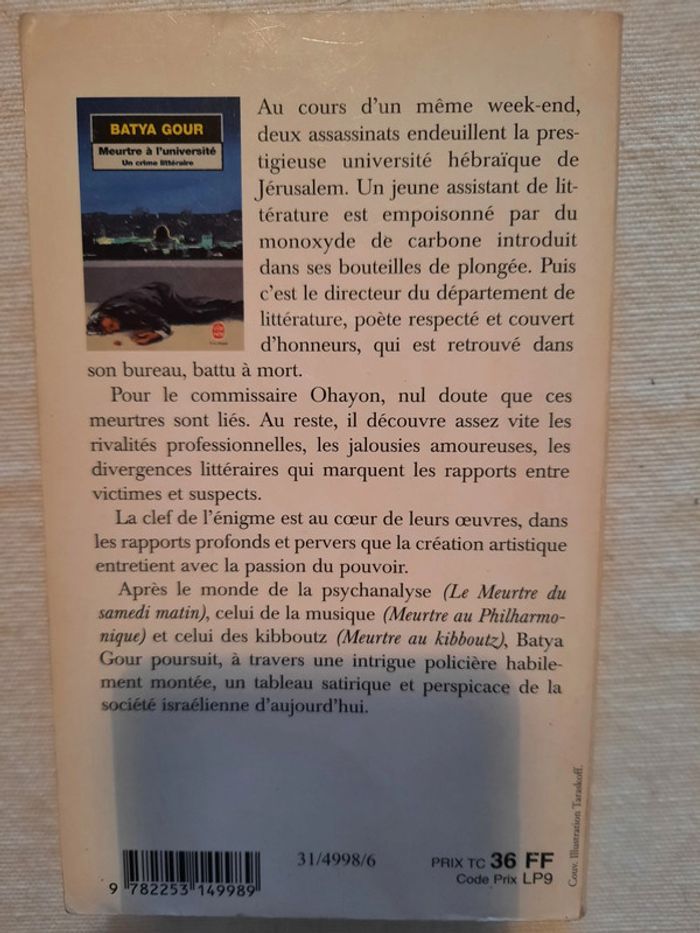 BATYA GOUR
Meurtre à l'université
Un crime littéraire
Au cours d'un même week-end,
deux assassinats endeuillent la pres-
tigieuse université hébraïque de
Jérusalem. Un jeune assistant de lit-
térature est empoisonné par du
monoxyde de carbone introduit
dans ses bouteilles de plongée. Puis
c'est le directeur du département de
littérature, poète respecté et couvert
d'honneurs, qui est retrouvé dans
son bureau, battu à mort.
Pour le commissaire Ohayon, nul doute que ces
meurtres sont liés. Au reste, il découvre assez vite les
rivalités professionnelles, les jalousies amoureuses, les
divergences littéraires qui marquent les rapports entre
victimes et suspects.
La clef de l'énigme est au cœur de leurs œuvres, dans
les rapports profonds et pervers que la création artistique
entretient avec la passion du pouvoir.
Après le monde de la psychanalyse (Le Meurtre du
samedi matin), celui de la musique (Meurtre au Philharmo-
nique) et celui des kibboutz (Meurtre au kibboutz), Batya
Gour poursuit, à travers une intrigue policière habile-
ment montée, un tableau satirique et perspicace de la
société israélienne d'aujourd'hui.
Couv. Illustration Taraskoff.
31/4998/6
PRIX TC 36 FF
Code Prix LP9
9 782253 149989